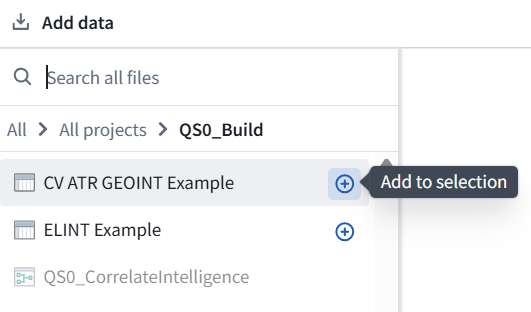 Add data
Search all files
All > All projects > QS0_Build
CV ATR GEOINT Example
Add to selection
ELINT Example
QS0_CorrelateIntelligence